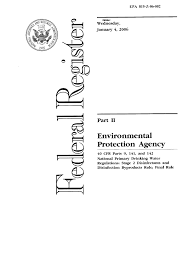 EPA 815-Z-06-002
Wednesday,
January 4, 2006
Federal Register
Part II
Environmental
Protection Agency
40 CFR Parts 9, 141, and 142
National Primary Drinking Water
Regulations: Stage 2 Disinfectants and
Disinfection Byproducts Rule; Final Rule